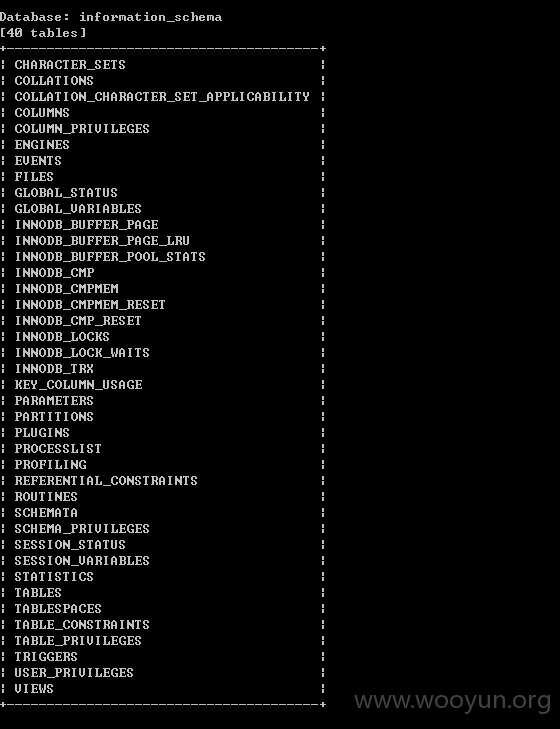 Database: information_schema
[40 tables]
+---------------------------------------+
| CHARACTER_SETS |
| COLLATIONS |
| COLLATION_CHARACTER_SET_APPLICABILITY |
| COLUMNS |
| COLUMN_PRIVILEGES |
| ENGINES |
| EVENTS |
| FILES |
| GLOBAL_STATUS |
| GLOBAL_VARIABLES |
| INNODB_BUFFER_PAGE |
| INNODB_BUFFER_PAGE_LRU |
| INNODB_BUFFER_POOL_STATS |
| INNODB_CMP |
| INNODB_CMPMEM |
| INNODB_CMPMEM_RESET |
| INNODB_CMP_RESET |
| INNODB_LOCKS |
| INNODB_LOCK_WAITS |
| INNODB_TRX |
| KEY_COLUMN_USAGE |
| PARAMETERS |
| PARTITIONS |
| PLUGINS |
| PROCESSLIST |
| PROFILING |
| REFERENTIAL_CONSTRAINTS |
| ROUTINES |
| SCHEMATA |
| SCHEMA_PRIVILEGES |
| SESSION_STATUS |
| SESSION_VARIABLES |
| STATISTICS |
| TABLES |
| TABLESPACES |
| TABLE_CONSTRAINTS |
| TABLE_PRIVILEGES |
| TRIGGERS |
| USER_PRIVILEGES |
| VIEWS |
+---------------------------------------+
www.wooyun.org